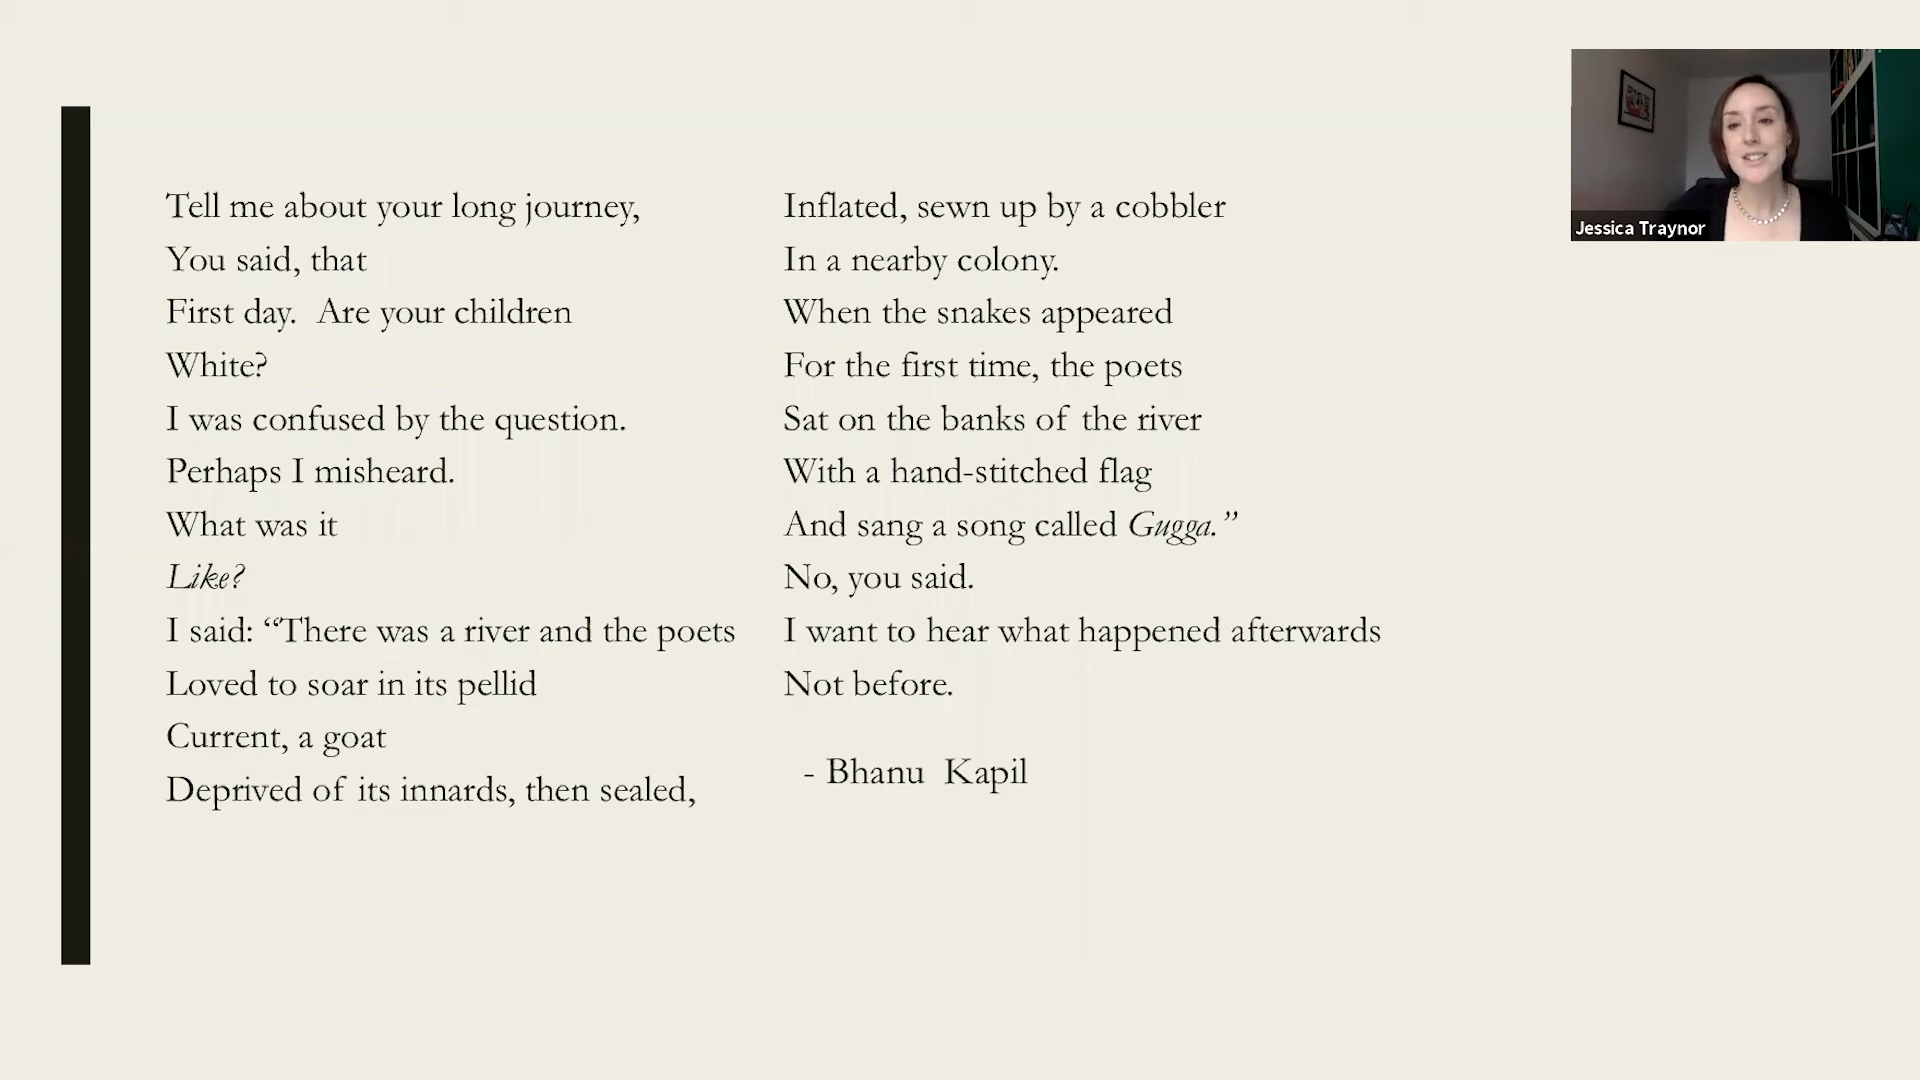 Tell me about your long journey,
You said, that
First day.  Are your children
White?
I was confused by the question.
Perhaps I misheard.
What was it
Like?
I said: “There was a river and the poets
Loved to soar in its pellid
Current, a goat
Deprived of its innards, then sealed,
Inflated, sewn up by a cobbler
In a nearby colony.
When the snakes appeared
For the first time, the poets
Sat on the banks of the river
With a hand-stitched flag
And sang a song called Gugga.”
No, you said.
I want to hear what happened afterwards
Not before.
- Bhanu  Kapil
Jessica Traynor